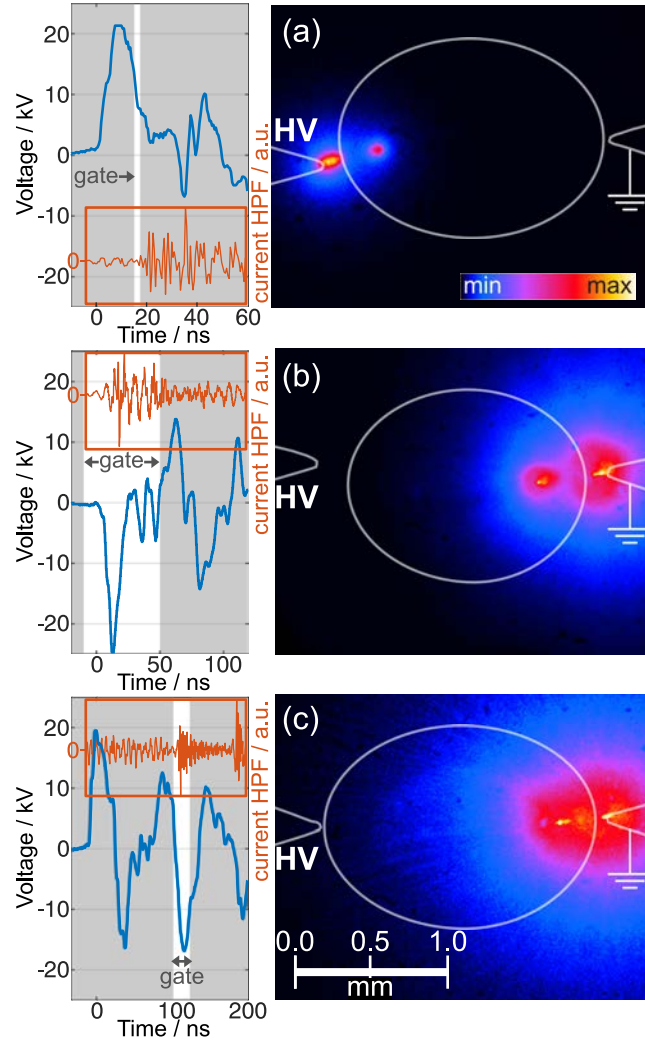 20
10
0
-10
-20
Voltage / kV
gate
0
current HPF / a.u.
0 20 40 60
Time / ns
(a)
HV
min max
20
10
0
-10
-20
Voltage / kV
0
gate
current HPF / a.u.
0 50 100
Time / ns
(b)
HV
20
10
0
-10
-20
Voltage / kV
0
current HPF / a.u.
gate
0 100 200
Time / ns
(c)
HV
0.0 0.5 1.0
mm